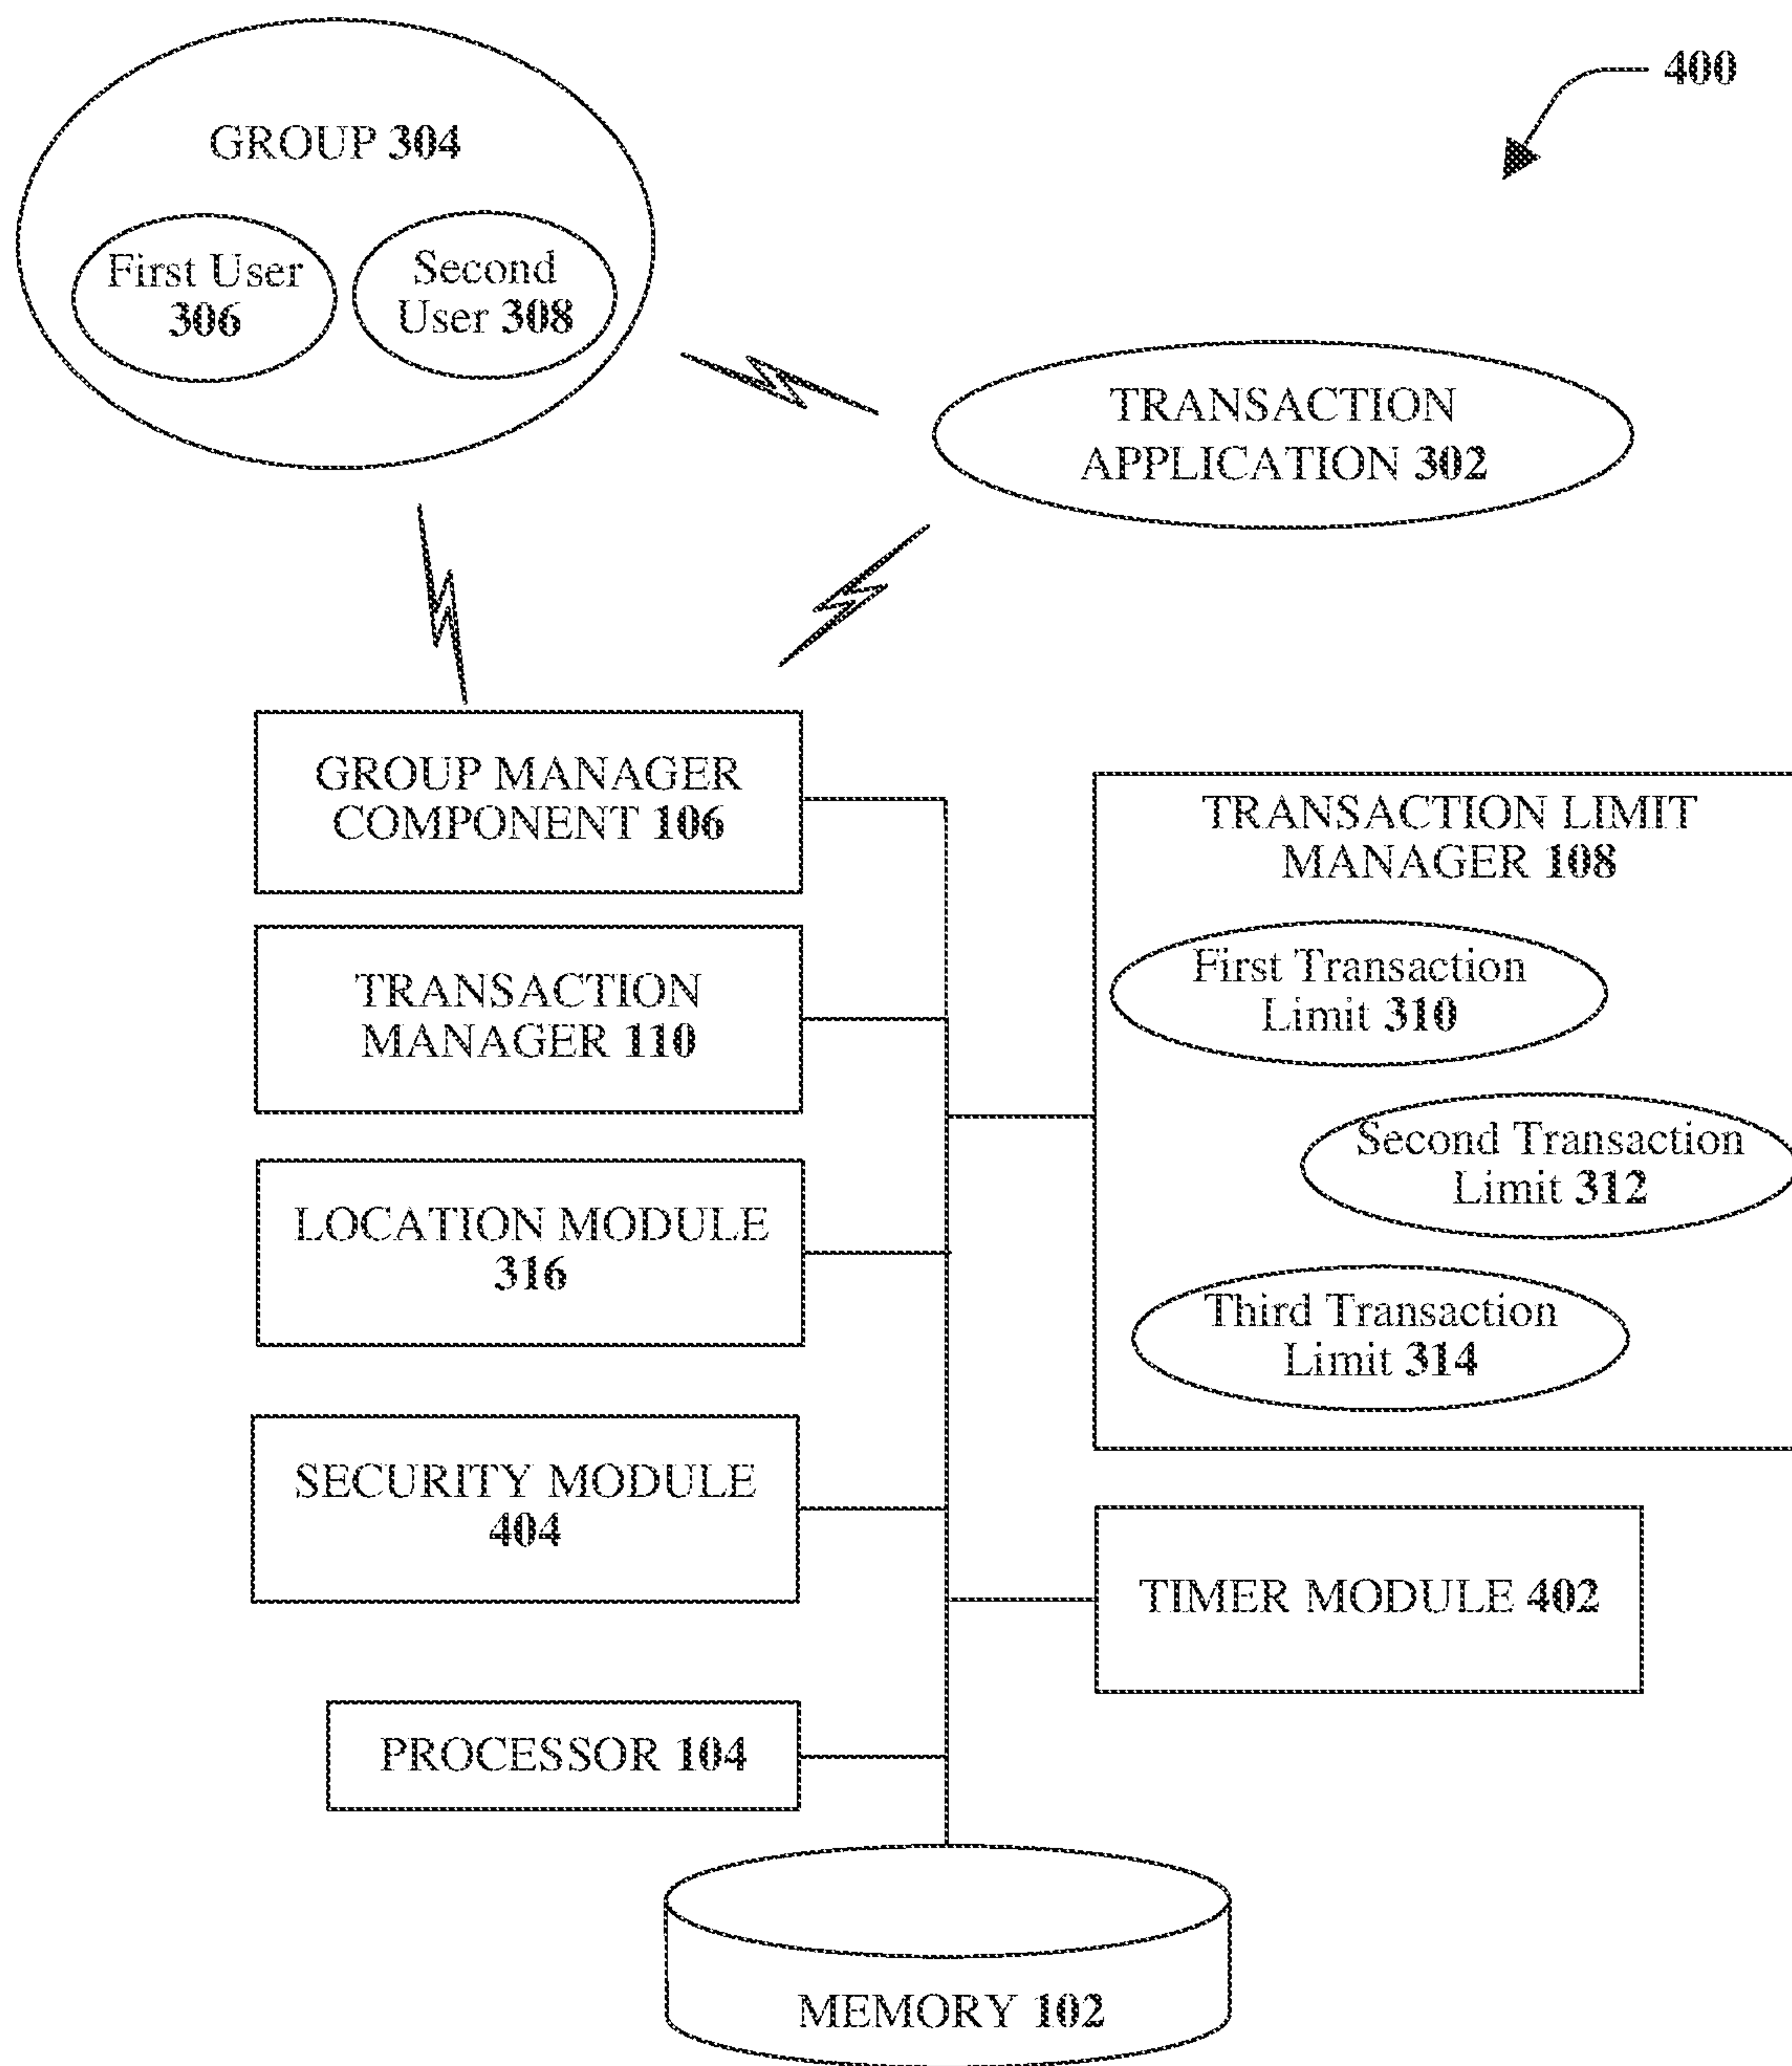 400
GROUP 304
First User
306
Second
User 308
TRANSACTION
APPLICATION 302
GROUP MANAGER
COMPONENT 106
TRANSACTION LIMIT
MANAGER 108
First Transaction
Limit 310
TRANSACTION
MANAGER 110
Second Transaction
Limit 312
LOCATION MODULE
316
Third Transaction
Limit 314
SECURITY MODULE
404
TIMER MODULE 402
PROCESSOR 104
MEMORY 102